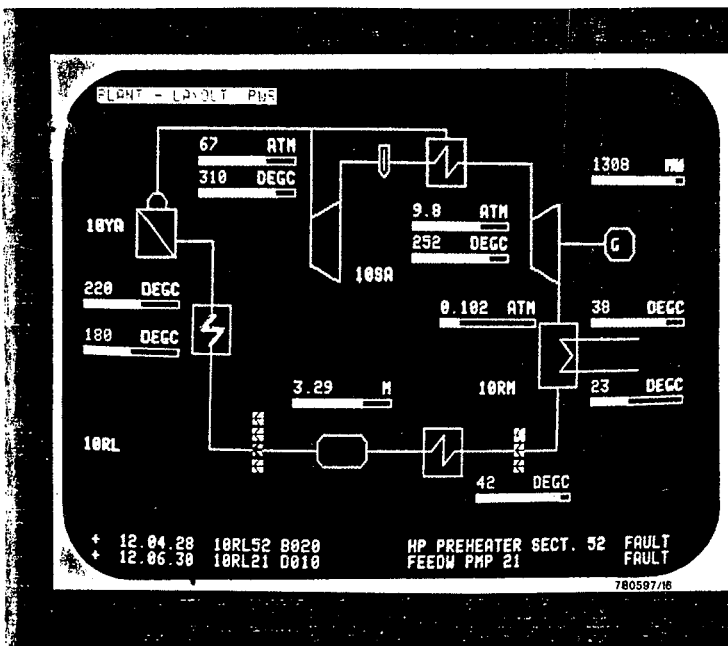 PLANT - LAYOUT PWR
67 ATM
310 DEGC
1308 MW
10YA
9.8 ATM
252 DEGC
G
10SA
220 DEGC
0.102 ATM
38 DEGC
180 DEGC
3.29 M
10RM
23 DEGC
10RL
42 DEGC
+ 12.04.28 10RL52 B020 HP PREHEATER SECT. 52 FAULT
+ 12.06.30 10RL21 D010 FEEDW PMP 21 FAULT
780597/16